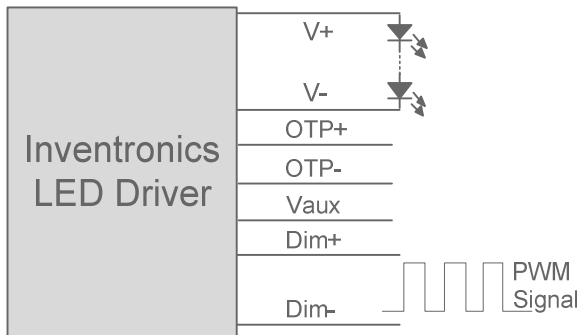 V+
V-
OTP+
Inventronics
LED Driver
OTP-
Vaux
Dim+
PWM
Signal
Dim-